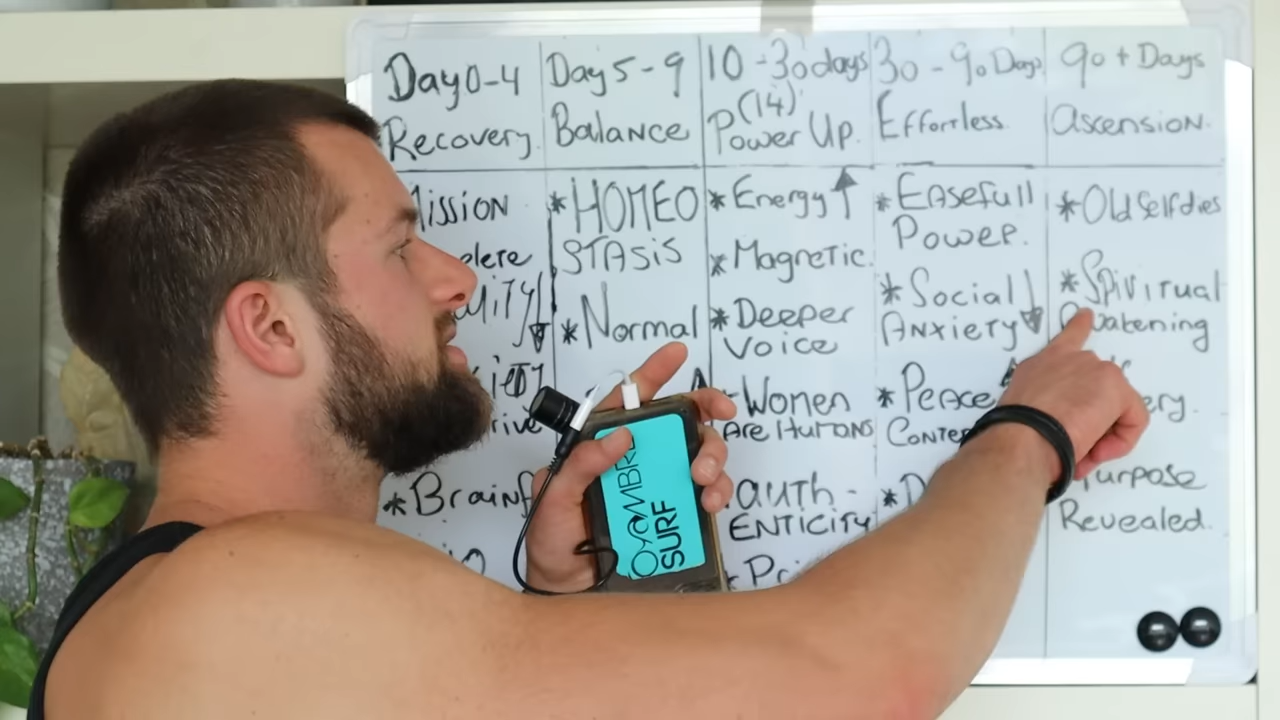 Day 0-4
Recovery.
Mission
Day 5-9
Balance
*HOMEO
STASIS
*Normal
10-30 days
(14)
Power Up.
*Energy
*Magnetic.
*Deeper
Voice
Women
Are Humans
auth-
ENTICITY
30-90 Days
Effortless.
*Easefull
Power.
*Social
Anxiety
*Peace
90+ Days
ascension.
*Old self dies
*Spiritual
Awakening
Purpose
Revealed.
SURF